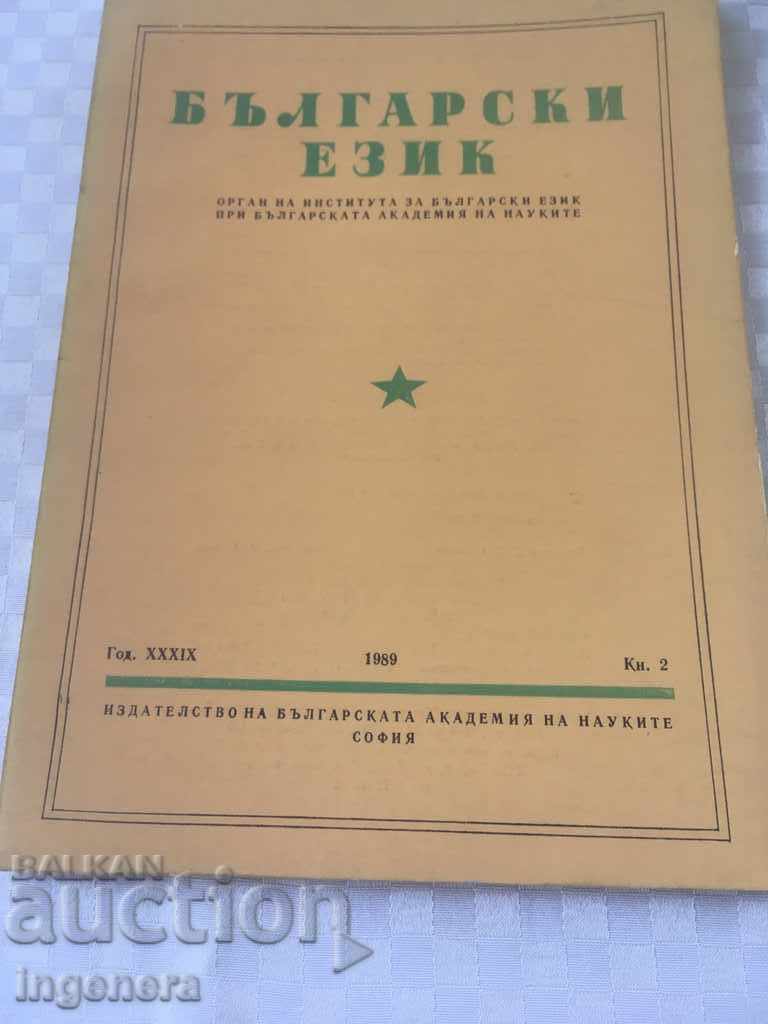 БЪЛГАРСКИ
ЕЗИК
ОРГАН НА ИНСТИТУТА ЗА БЪЛГАРСКИ ЕЗИК
ПРИ БЪЛГАРСКАТА АКАДЕМИЯ НА НАУКИТЕ
Год. XXXIX 1989 Кн. 2
ИЗДАТЕЛСТВО НА БЪЛГАРСКАТА АКАДЕМИЯ НА НАУКИТЕ
СОФИЯ
BALKAN
auction
ingenera